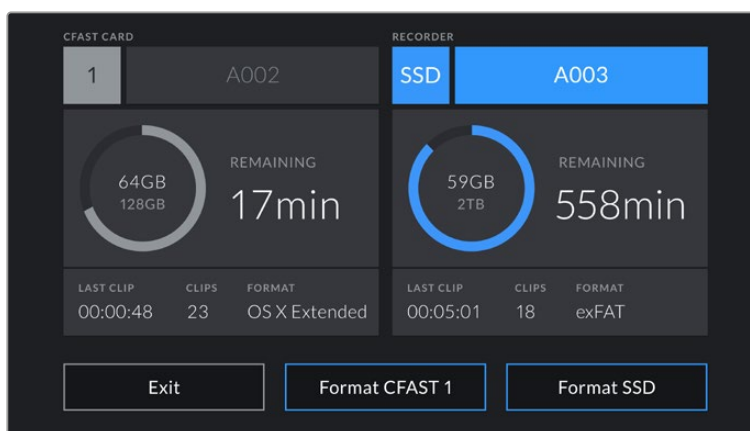 CFAST CARD
1
A002
64GB
128GB
REMAINING
17min
LAST CLIP
CLIPS
FORMAT
00:00:48
23
OS X Extended
RECORDER
SSD
A003
59GB
2TB
REMAINING
558min
LAST CLIP
CLIPS
FORMAT
00:05:01
18
exFAT
Exit
Format CFAST 1
Format SSD